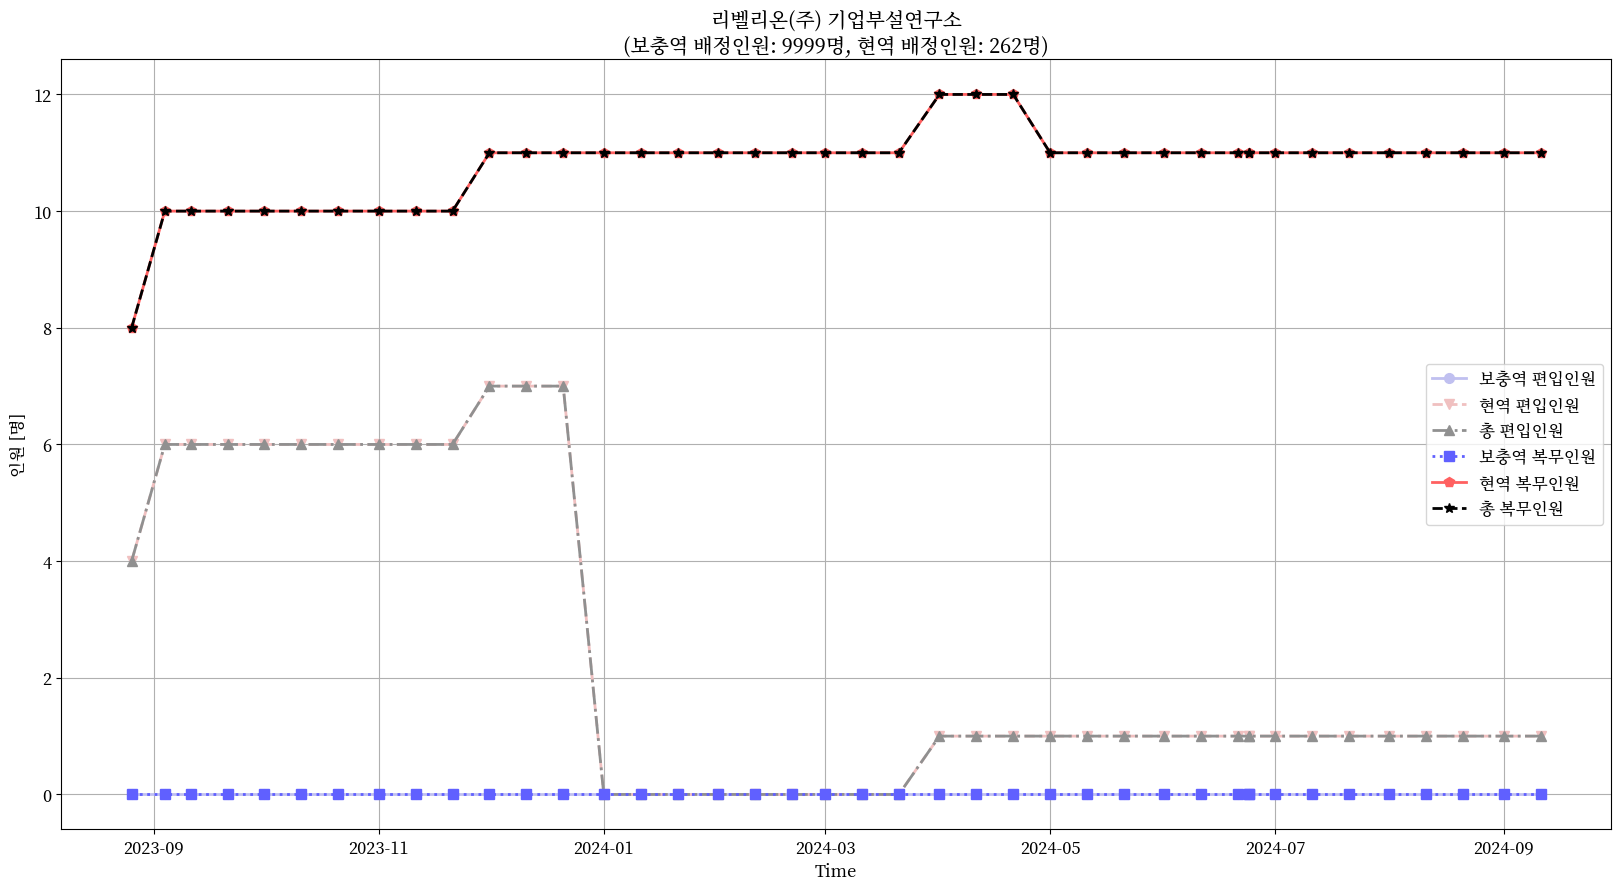 리벨리온(주) 기업부설연구소
(보충역 배정인원: 9999명, 현역 배정인원: 262명)
인원 [명]
12
10
8
6
4
2
0
보충역 편입인원
현역 편입인원
총 편입인원
보충역 복무인원
현역 복무인원
총 복무인원
2023-09
2023-11
2024-01
2024-03
2024-05
2024-07
2024-09
Time